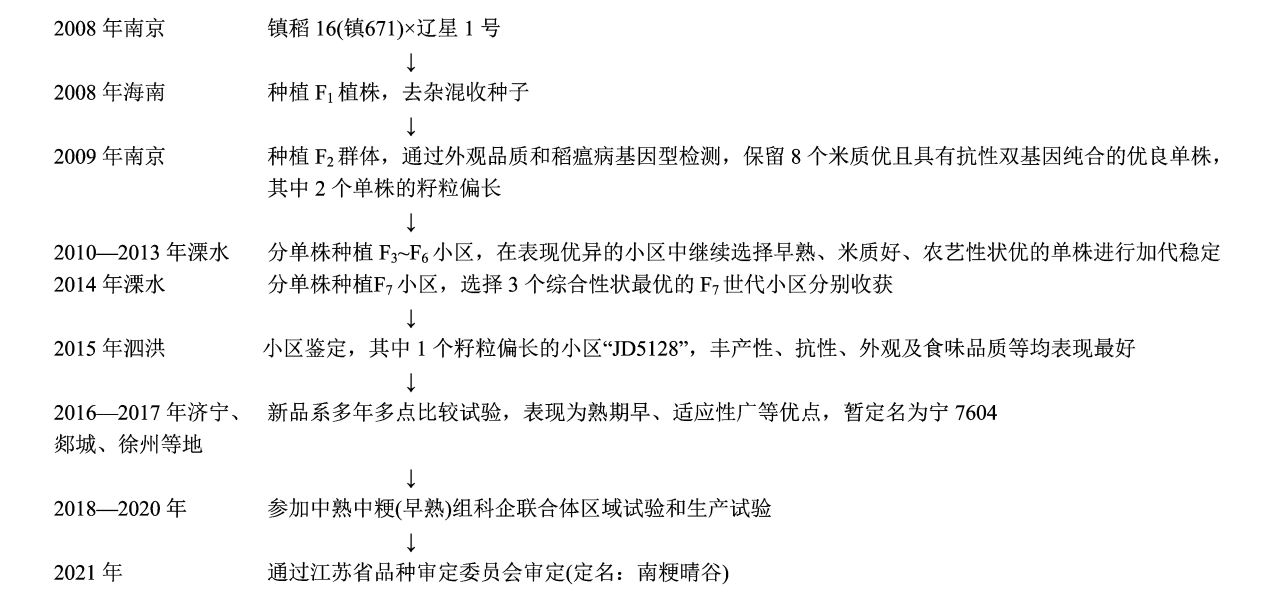 2008 年南京 镇稻 16(镇671)×辽星 1 号
↓
2008 年海南 种植 F₁ 植株，去杂混收种子
↓
2009 年南京 种植 F₂ 群体，通过外观品质和稻瘟病基因型检测，保留 8 个米质优且具有抗性双基因纯合的优良单株，
其中 2 个单株的籽粒偏长
↓
2010—2013 年溧水 分单株种植 F₃~F₆ 小区，在表现优异的小区中继续选择早熟、米质好、农艺性状优的单株进行加代稳定
2014 年溧水 分单株种植F₇ 小区，选择 3 个综合性状最优的 F₇ 世代小区分别收获
↓
2015 年泗洪 小区鉴定，其中 1 个籽粒偏长的小区“JD5128”，丰产性、抗性、外观及食味品质等均表现最好
↓
2016—2017 年济宁、 新品系多年多点比较试验，表现为熟期早、适应性广等优点，暂定名为宁 7604
郯城、徐州等地
↓
2018—2020 年 参加中熟中粳(早熟)组科企联合体区域试验和生产试验
↓
2021 年 通过江苏省品种审定委员会审定(定名：南粳晴谷)